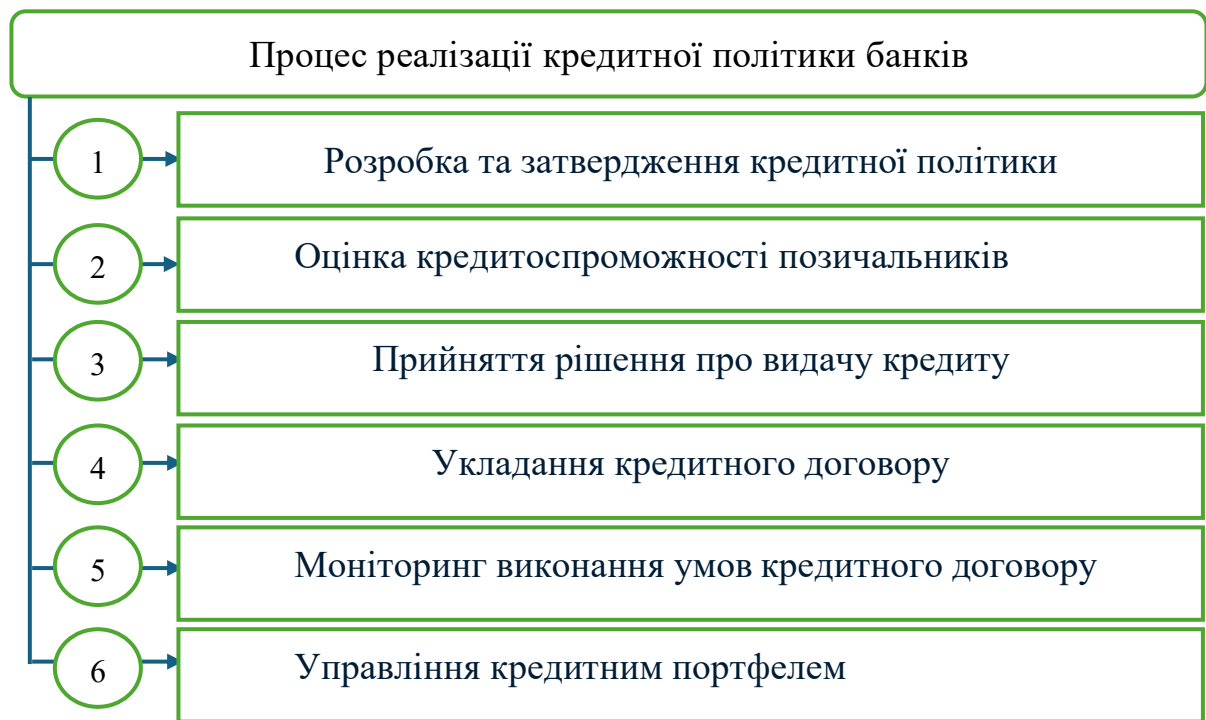 Процес реалізації кредитної політики банків
1
Розробка та затвердження кредитної політики
2
Оцінка кредитоспроможності позичальників
3
Прийняття рішення про видачу кредиту
4
Укладання кредитного договору
5
Моніторинг виконання умов кредитного договору
6
Управління кредитним портфелем